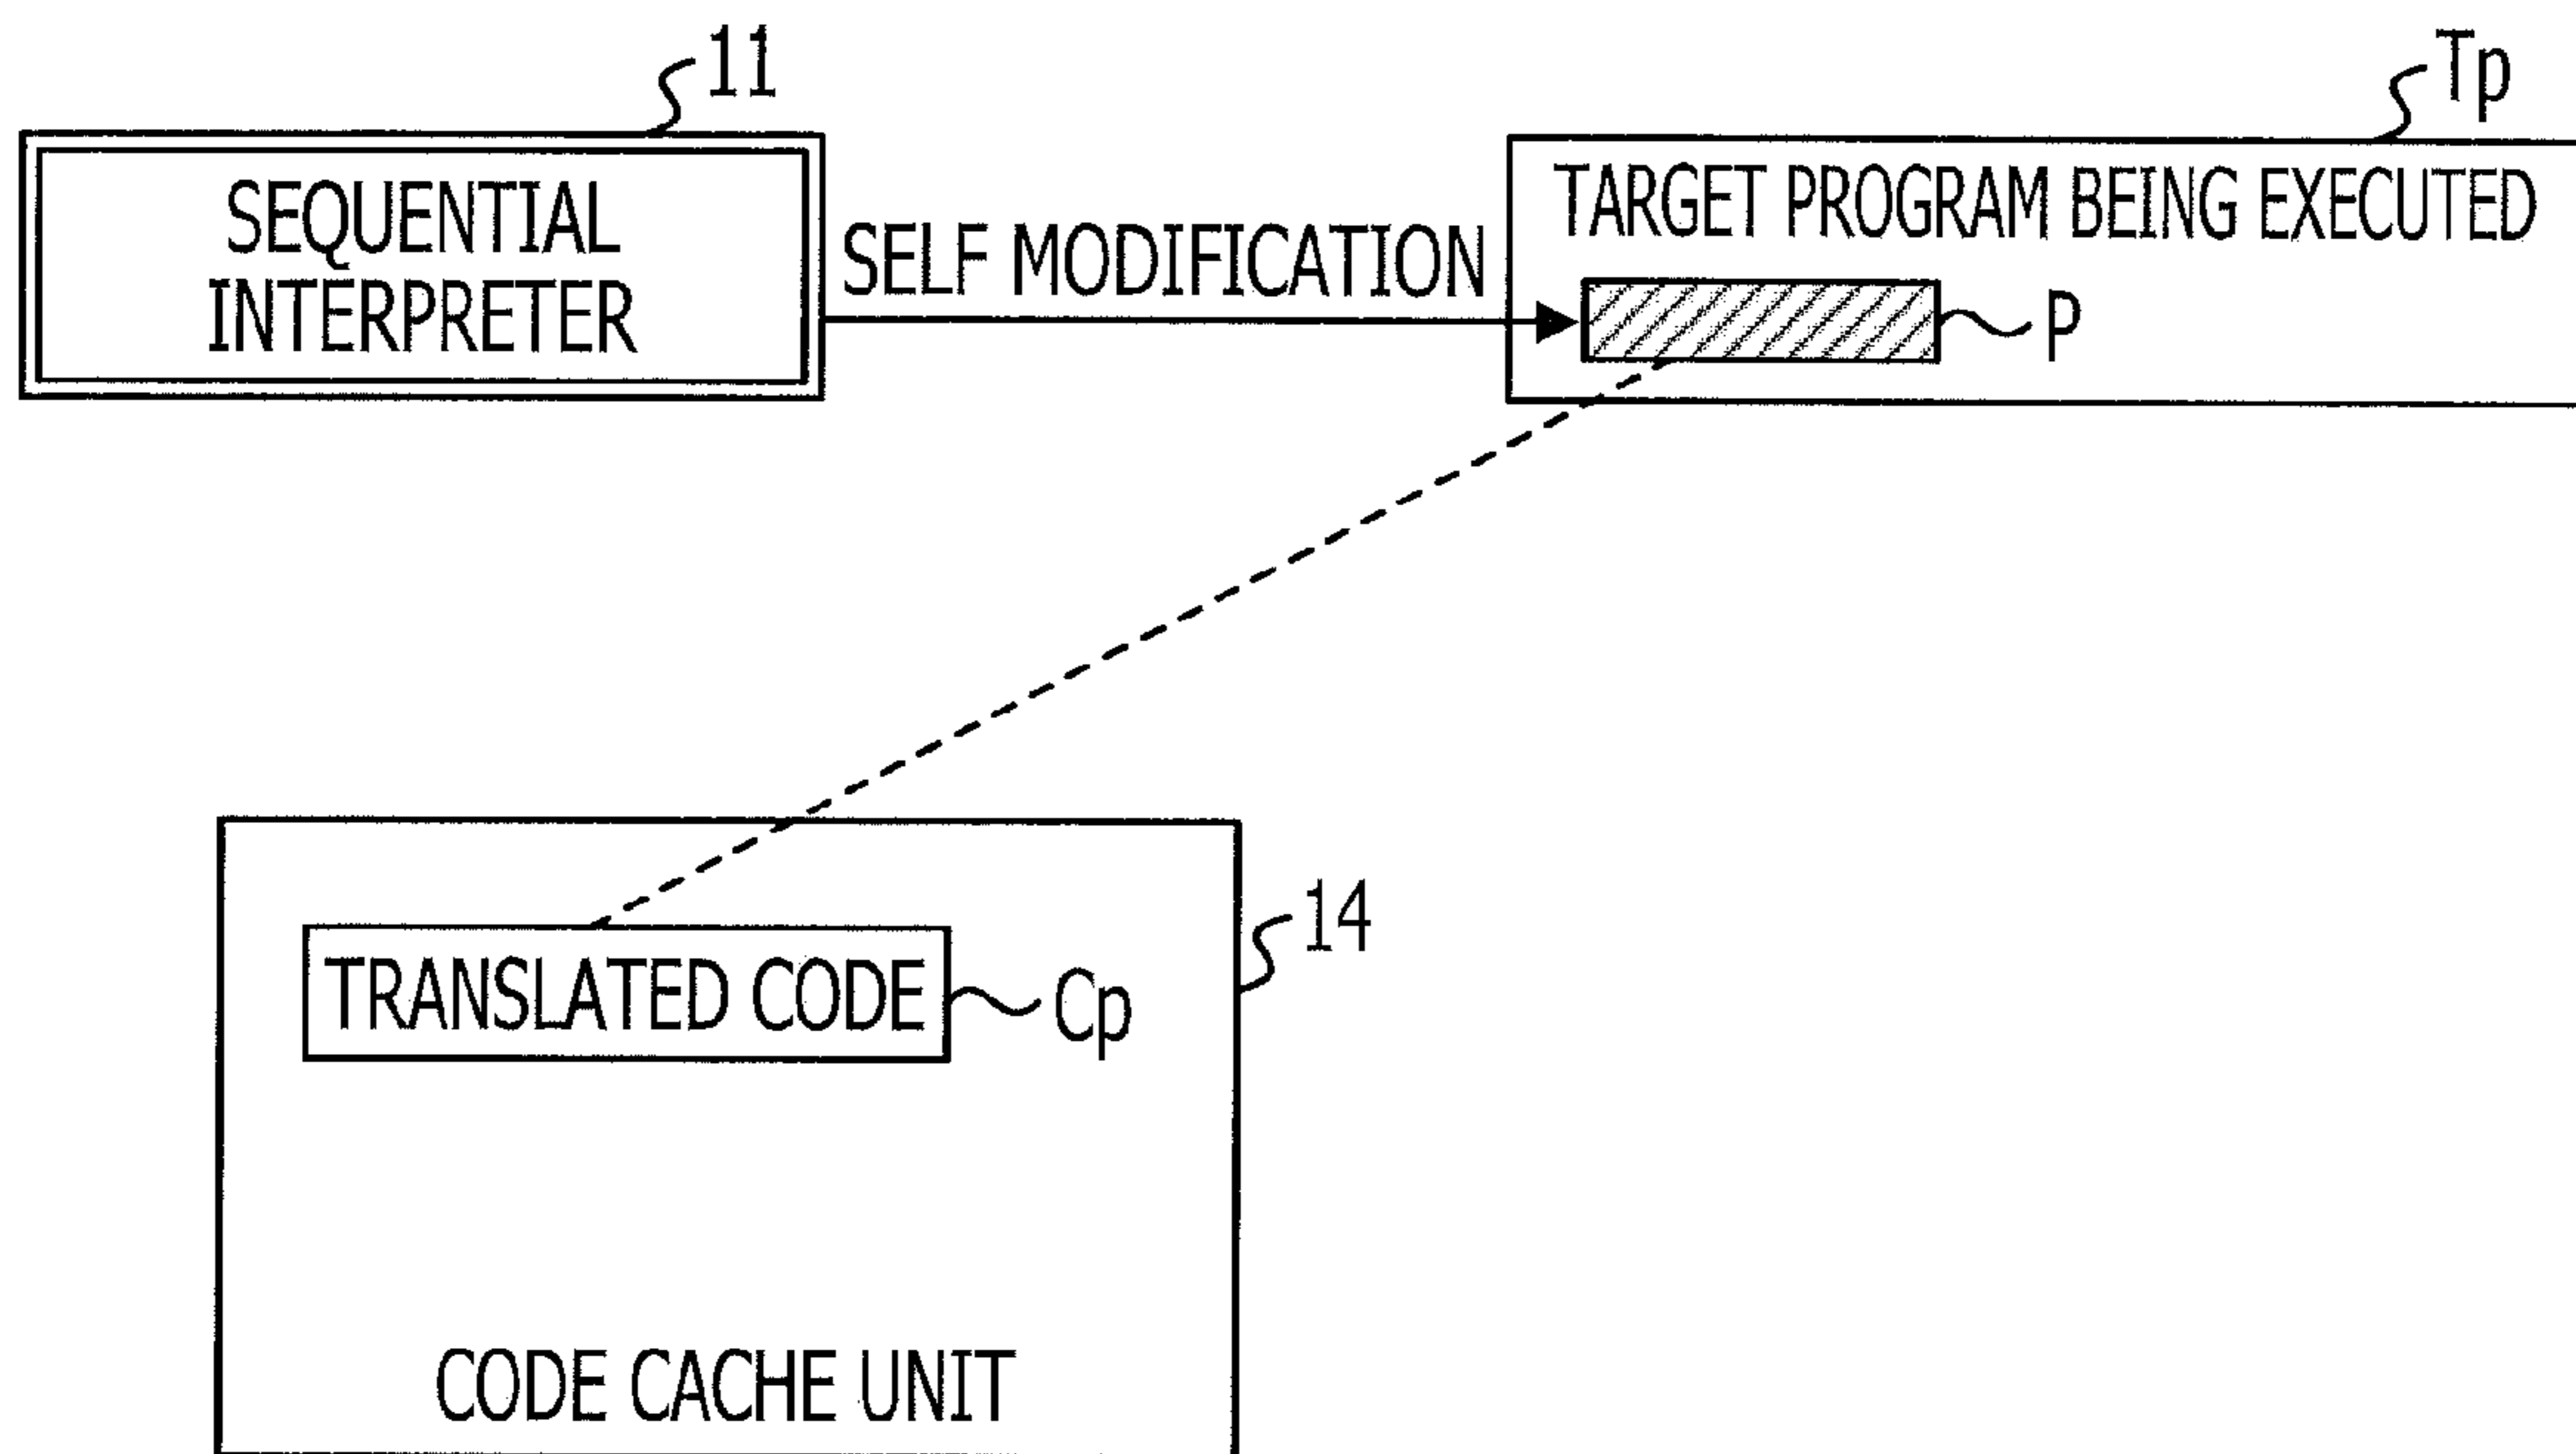 11
Tp
SEQUENTIAL
INTERPRETER
SELF MODIFICATION
TARGET PROGRAM BEING EXECUTED
P
14
TRANSLATED CODE
Cp
CODE CACHE UNIT